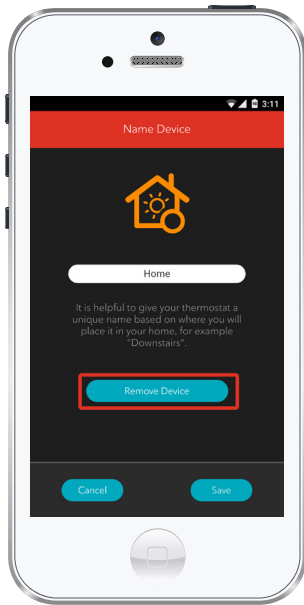 3:11
Name Device
Home
It is helpful to give your thermostat a
unique name based on where you will
place it in your home, for example
"Downstairs".
Remove Device
Cancel
Save